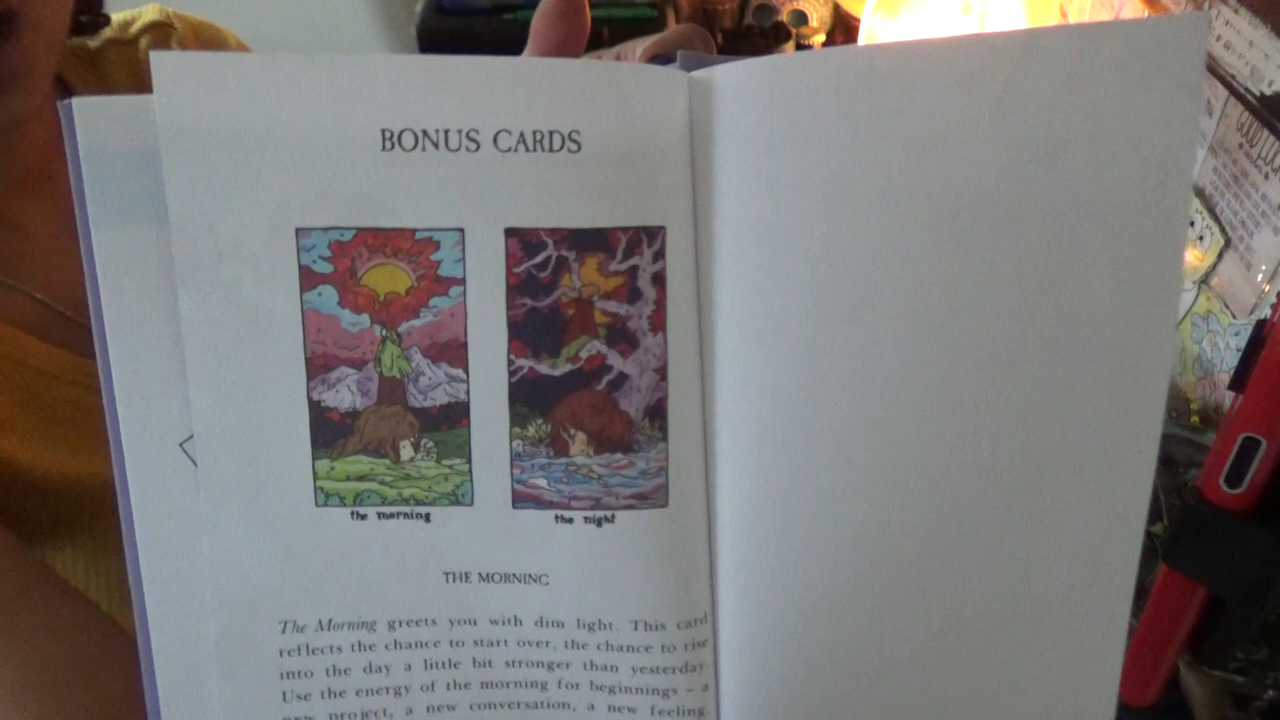 BONUS CARDS
the morning
the night
THE MORNING
The Morning greets you with dim light. This card
reflects the chance to start over, the chance to rise
into the day a little bit stronger than yesterday.
Use the energy of the morning for beginnings – a
new project, a new conversation, a new feeling.
GOOD LUCK